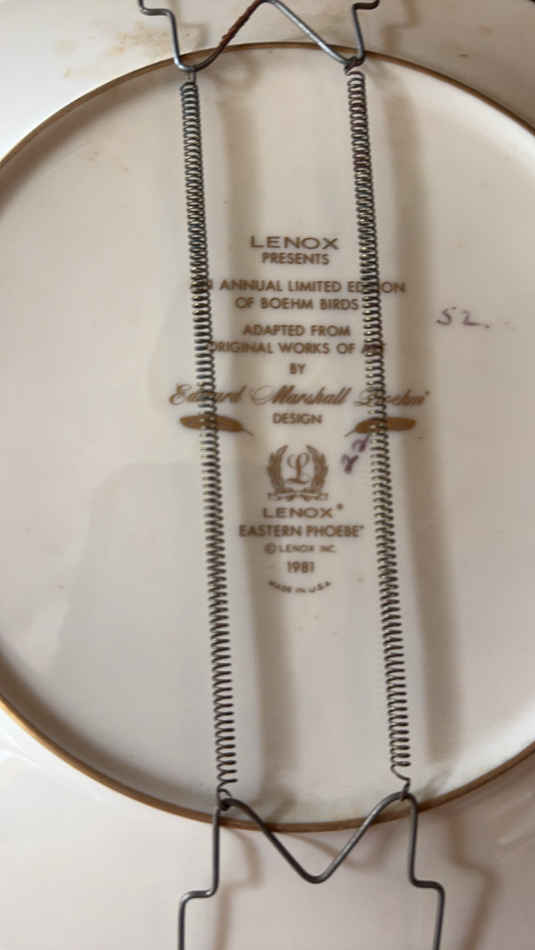 LENOX
PRESENTS
AN ANNUAL LIMITED EDITION
OF BOEHM BIRDS
ADAPTED FROM
ORIGINAL WORKS OF ART
BY
Edward Marshall Boehm®
DESIGN
L
LENOX®
EASTERN PHOEBE
© LENOX INC.
1981
MADE IN U.S.A.
52.